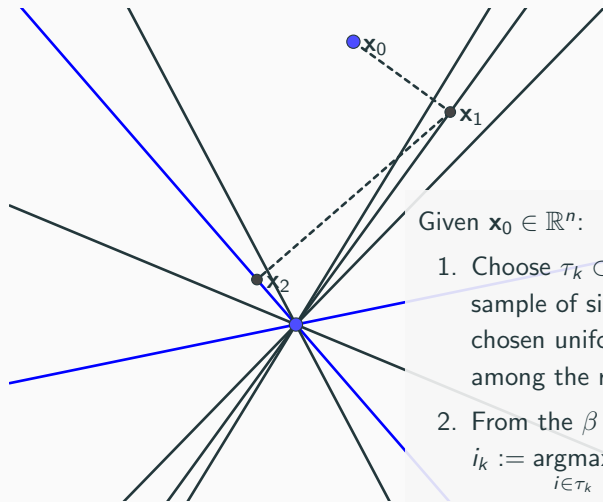 x₀
x₁
x₂
Given x₀ ∈ ℝⁿ:
1. Choose τₖ ⊂
sample of si
chosen unifo
among the r
2. From the β
iₖ := argmax
i∈τₖ